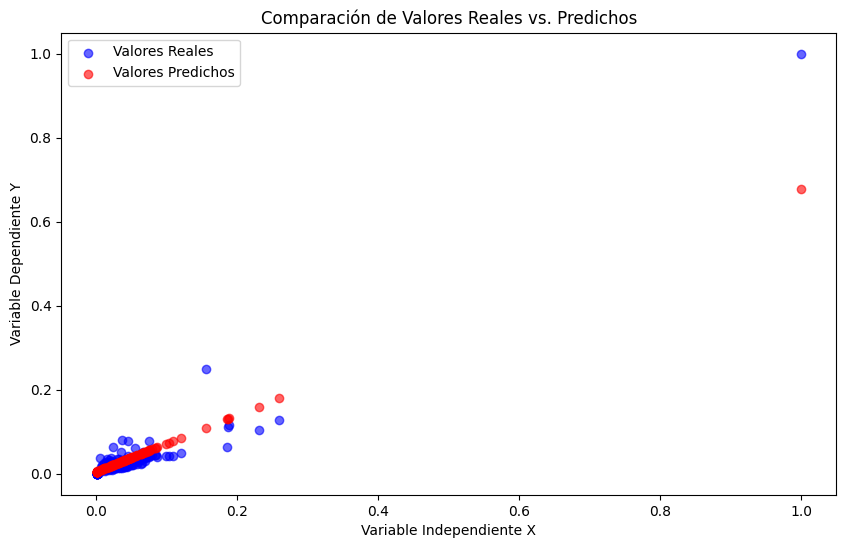 Comparación de Valores Reales vs. Predichos
Valores Reales
Valores Predichos
Variable Dependiente Y
1.0
0.8
0.6
0.4
0.2
0.0
0.0 0.2 0.4 0.6 0.8 1.0
Variable Independiente X